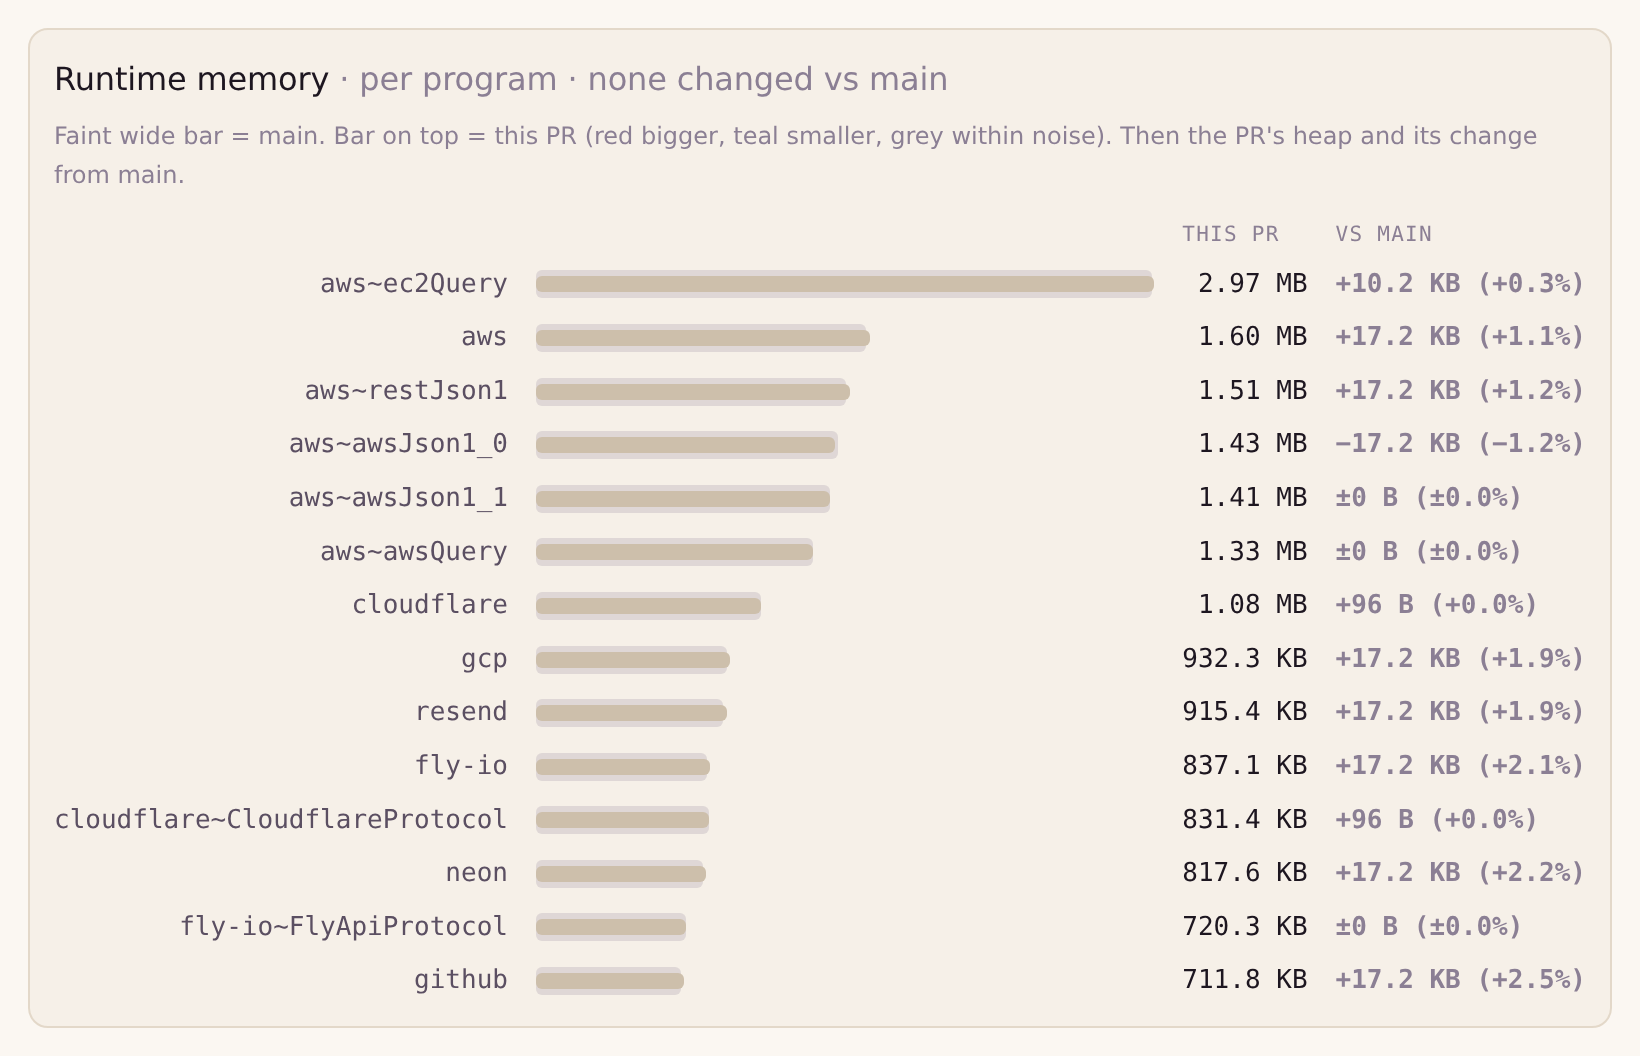 Runtime memory · per program · none changed vs main
Faint wide bar = main. Bar on top = this PR (red bigger, teal smaller, grey within noise). Then the PR's heap and its change
from main.
THIS PR VS MAIN
aws~ec2Query 2.97 MB +10.2 KB (+0.3%)
aws 1.60 MB +17.2 KB (+1.1%)
aws~restJson1 1.51 MB +17.2 KB (+1.2%)
aws~awsJson1_0 1.43 MB −17.2 KB (−1.2%)
aws~awsJson1_1 1.41 MB ±0 B (±0.0%)
aws~awsQuery 1.33 MB ±0 B (±0.0%)
cloudflare 1.08 MB +96 B (+0.0%)
gcp 932.3 KB +17.2 KB (+1.9%)
resend 915.4 KB +17.2 KB (+1.9%)
fly-io 837.1 KB +17.2 KB (+2.1%)
cloudflare~CloudflareProtocol 831.4 KB +96 B (+0.0%)
neon 817.6 KB +17.2 KB (+2.2%)
fly-io~FlyApiProtocol 720.3 KB ±0 B (±0.0%)
github 711.8 KB +17.2 KB (+2.5%)